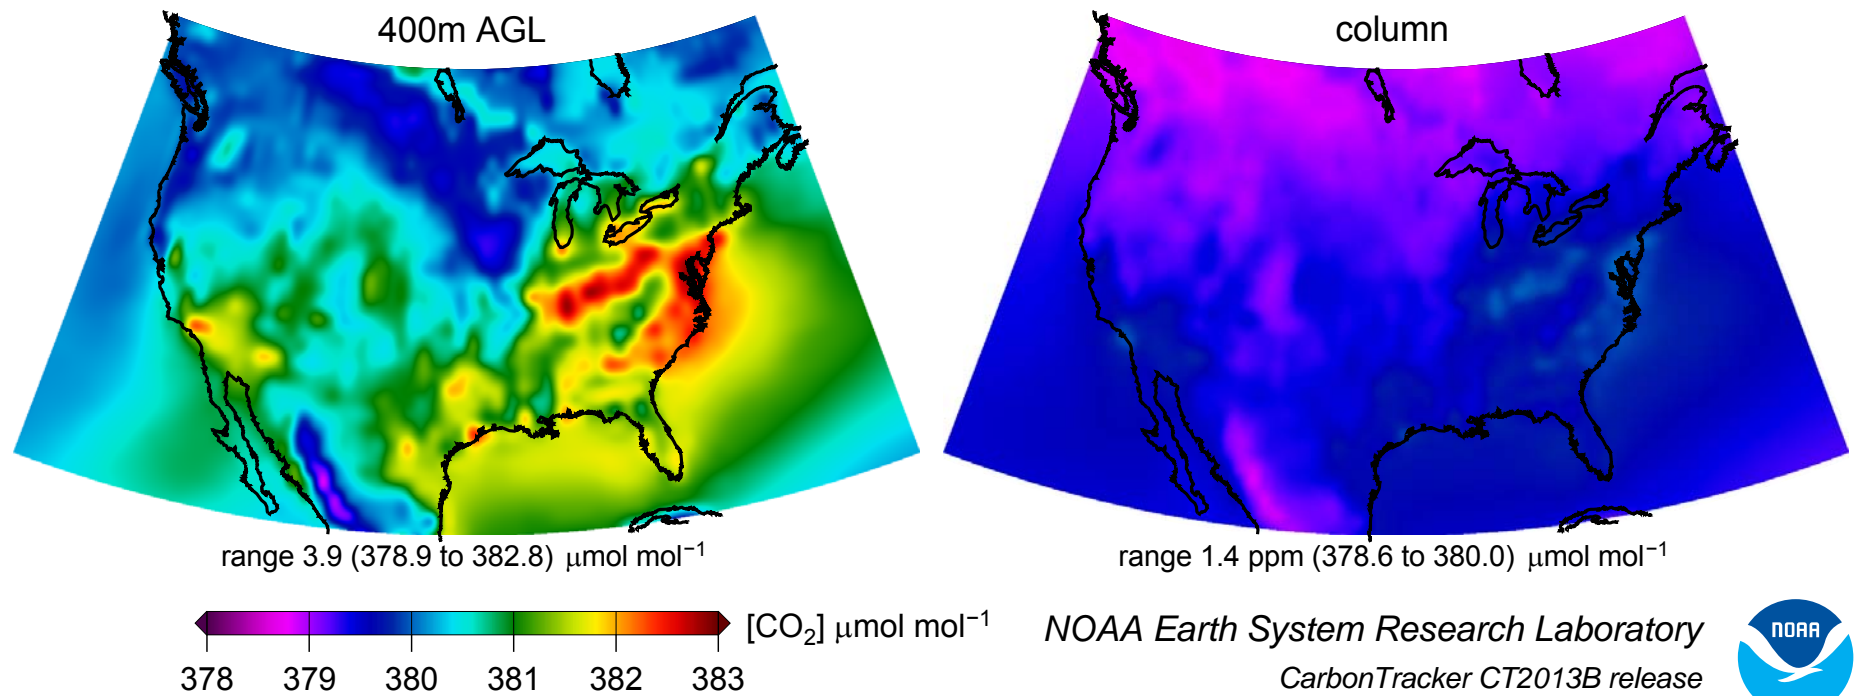 400m AGL
column
range 3.9 (378.9 to 382.8) μmol mol⁻¹
range 1.4 ppm (378.6 to 380.0) μmol mol⁻¹
[CO₂] μmol mol⁻¹
378 379 380 381 382 383
NOAA Earth System Research Laboratory
CarbonTracker CT2013B release
NOAA